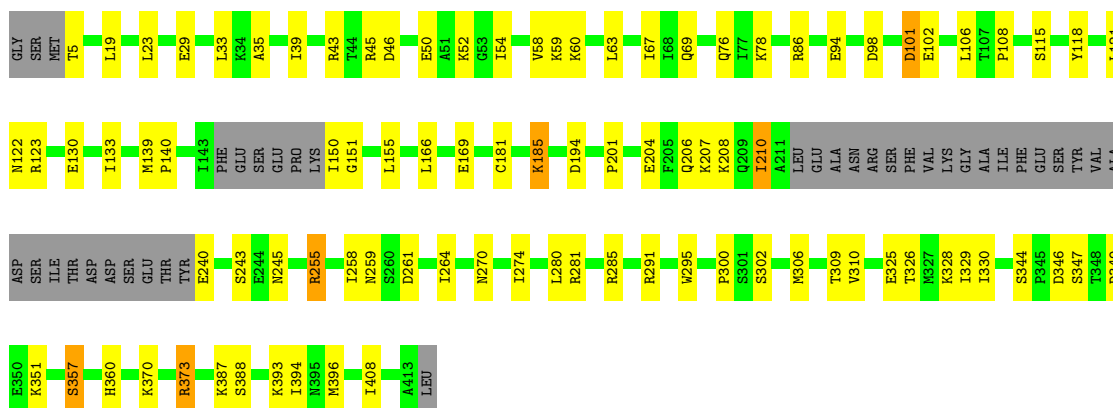 GLY SER MET T5 L19 L23 E29 L33 K34 A35 I39 R43 T44 R45 D46 E50 A51 K52 G53 I54 V58 K59 K60 L63 I67 I68 Q69 Q76 I77 K78 R86 E94 D98 D101 E102 L106 T107 P108 S115 Y118
N122 R123 E130 I133 M139 P140 I143 PHE GLU SER GLU PRO LYS I150 G151 L155 L166 E169 C181 K185 D194 P201 E204 F205 Q206 K207 K208 Q209 I210 A211 LEU GLU ALA ASN ARG SER PHE VAL LYS GLY ALA ILE PHE GLU SER TYR VAL ALA
ASP SER ILE THR ASP ASP SER GLU THR TYR E240 S243 E244 N245 R255 I258 N259 S260 D261 I264 N270 I274 L280 R281 R285 R291 W295 P300 S301 S302 M306 T309 V310 E325 T326 M327 K328 I329 I330 S344 P345 D346 S347 T348
E350 K351 S357 H360 K370 R373 K387 S388 K393 I394 N395 M396 I408 A413 LEU